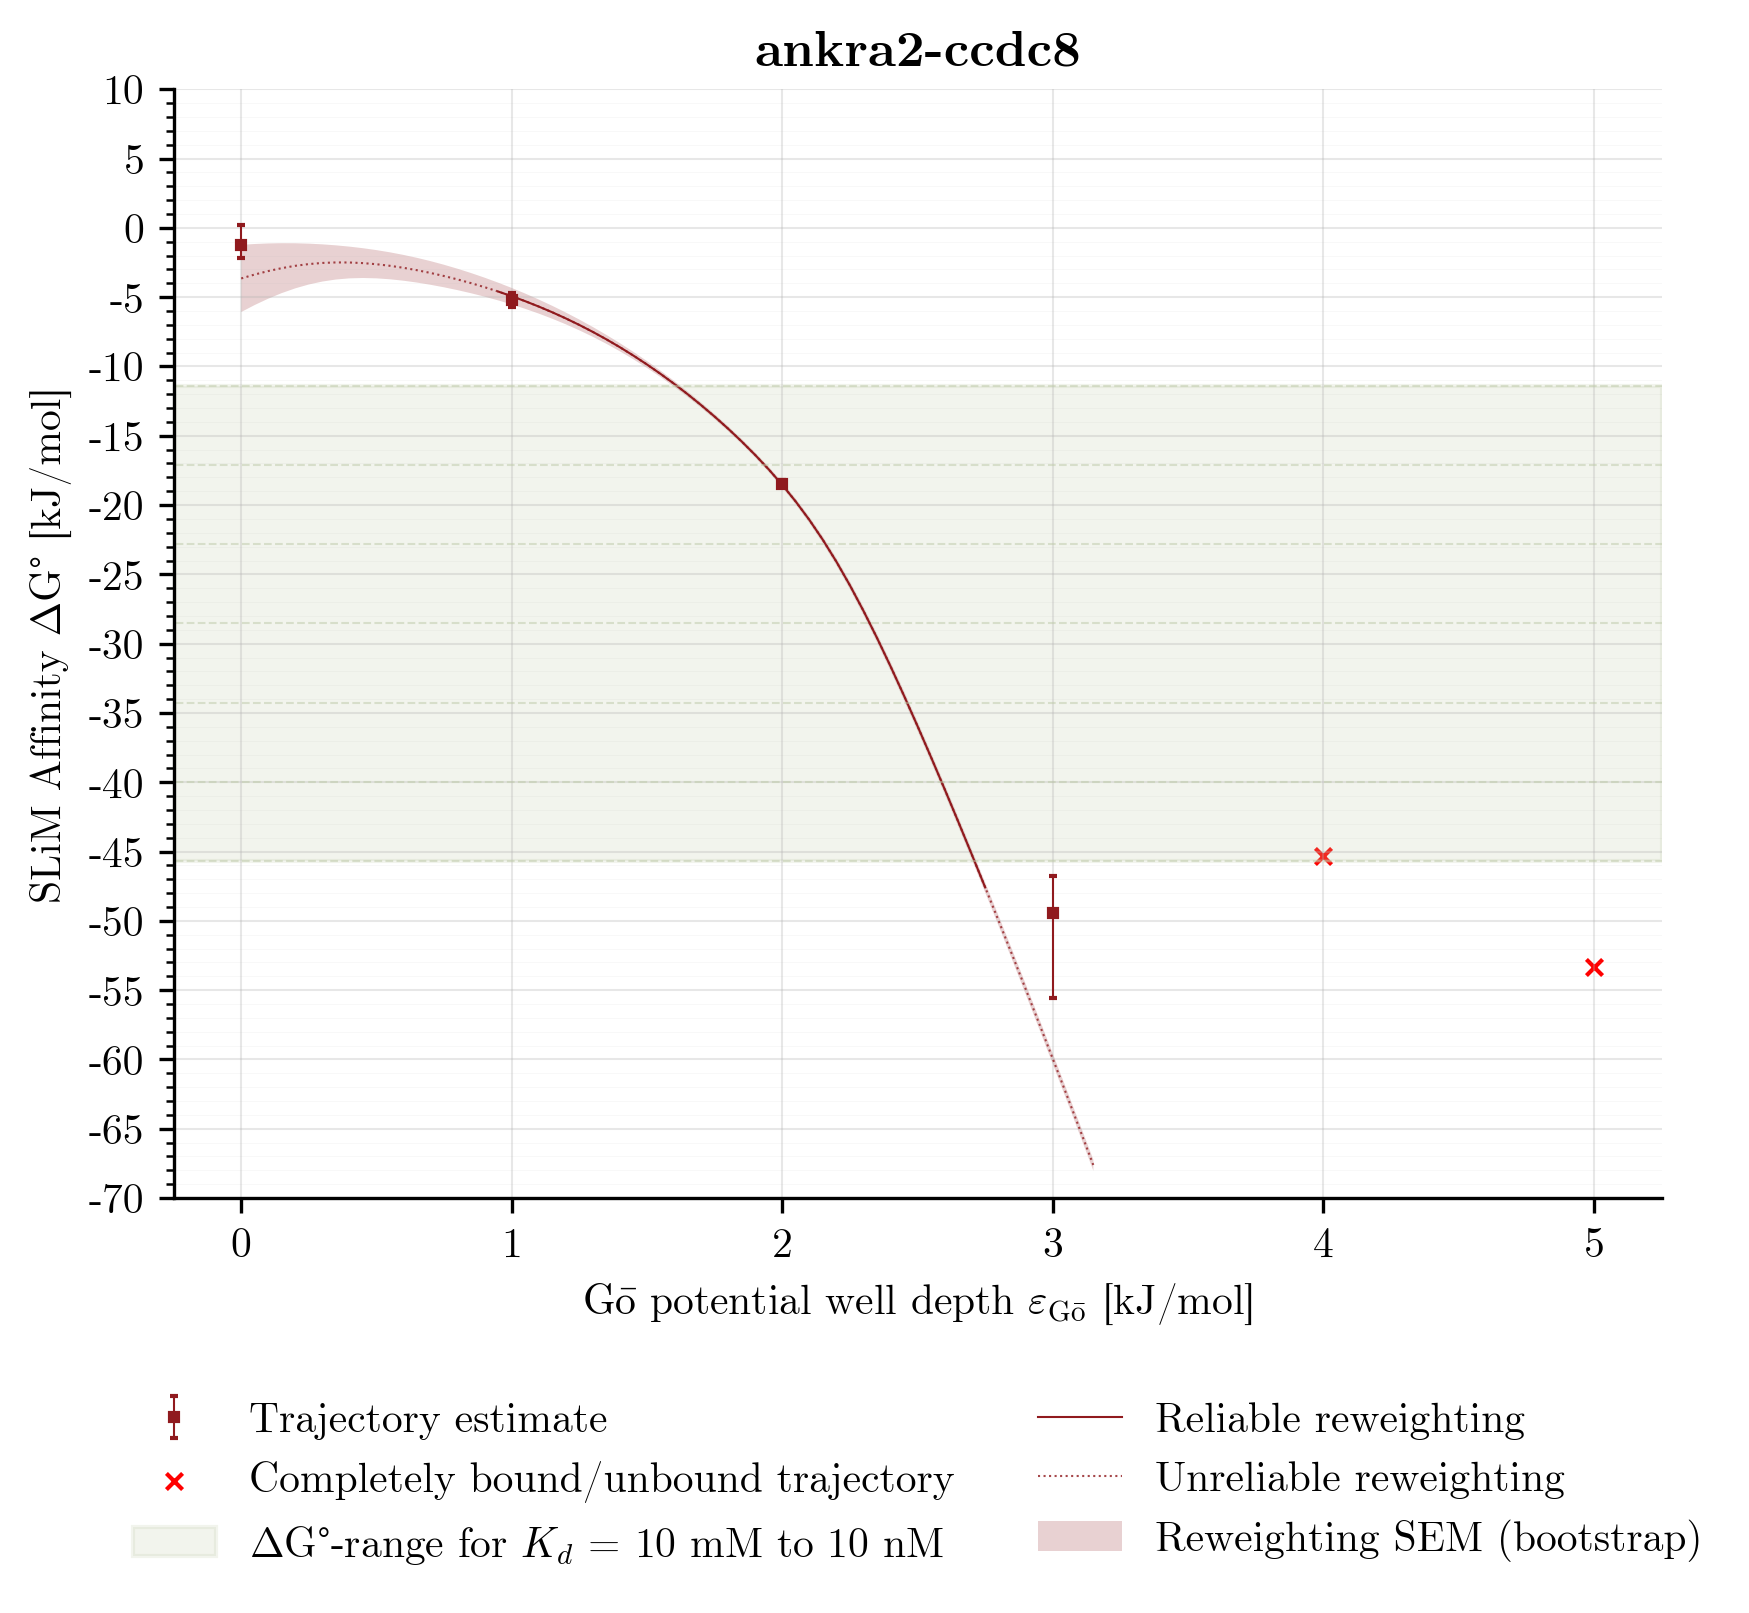 ankra2-ccdc8
10
5
0
-5
-10
-15
-20
-25
-30
-35
-40
-45
-50
-55
-60
-65
-70
SLiM Affinity ΔG° [kJ/mol]
0 1 2 3 4 5
Gō potential well depth εGō [kJ/mol]
Trajectory estimate
Completely bound/unbound trajectory
ΔG°-range for Kd = 10 mM to 10 nM
Reliable reweighting
Unreliable reweighting
Reweighting SEM (bootstrap)